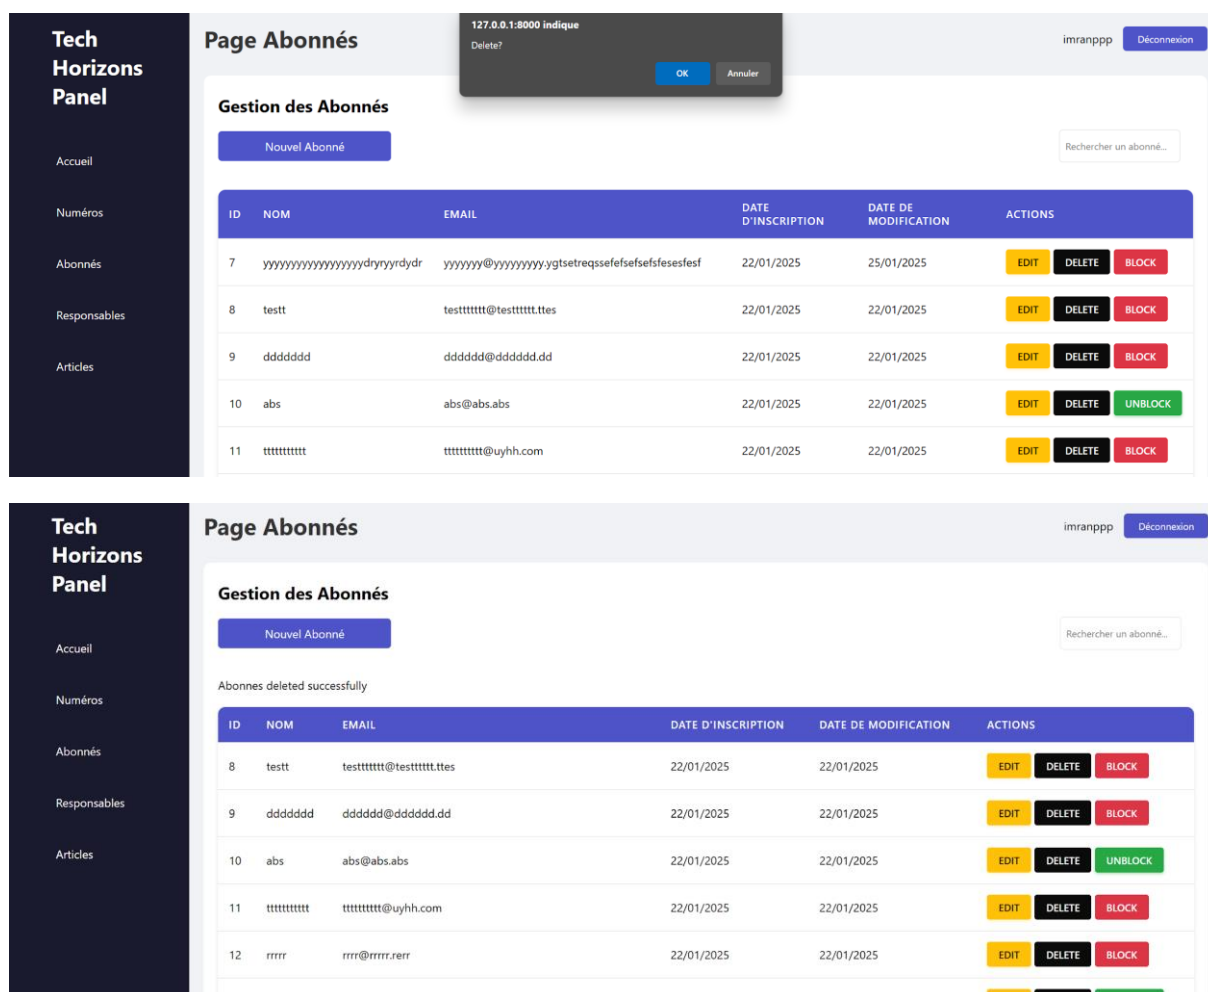 Tech
Horizons
Panel
Accueil
Numéros
Abonnés
Responsables
Articles
Page Abonnés
127.0.0.1:8000 indique
Delete?
OK Annuler
imranppp Déconnexion
Gestion des Abonnés
Nouvel Abonné Rechercher un abonné...
ID NOM EMAIL DATE D'INSCRIPTION DATE DE MODIFICATION ACTIONS
7 yyyyyyyyyyyyyyyyydryryyrdydr yyyyyyy@yyyyyyyyy.ygtsetreqssefefsefsefsfesesfesf 22/01/2025 25/01/2025 EDIT DELETE BLOCK
8 testt testttttttt@testttttt.ttes 22/01/2025 22/01/2025 EDIT DELETE BLOCK
9 ddddddd dddddd@dddddd.dd 22/01/2025 22/01/2025 EDIT DELETE BLOCK
10 abs abs@abs.abs 22/01/2025 22/01/2025 EDIT DELETE UNBLOCK
11 ttttttttttt tttttttttt@uyhh.com 22/01/2025 22/01/2025 EDIT DELETE BLOCK
Tech
Horizons
Panel
Accueil
Numéros
Abonnés
Responsables
Articles
Page Abonnés
imranppp Déconnexion
Gestion des Abonnés
Nouvel Abonné Rechercher un abonné...
Abonnes deleted successfully
ID NOM EMAIL DATE D'INSCRIPTION DATE DE MODIFICATION ACTIONS
8 testt testttttttt@testttttt.ttes 22/01/2025 22/01/2025 EDIT DELETE BLOCK
9 ddddddd dddddd@dddddd.dd 22/01/2025 22/01/2025 EDIT DELETE BLOCK
10 abs abs@abs.abs 22/01/2025 22/01/2025 EDIT DELETE UNBLOCK
11 ttttttttttt tttttttttt@uyhh.com 22/01/2025 22/01/2025 EDIT DELETE BLOCK
12 rrrrr rrrr@rrrrr.rerr 22/01/2025 22/01/2025 EDIT DELETE BLOCK